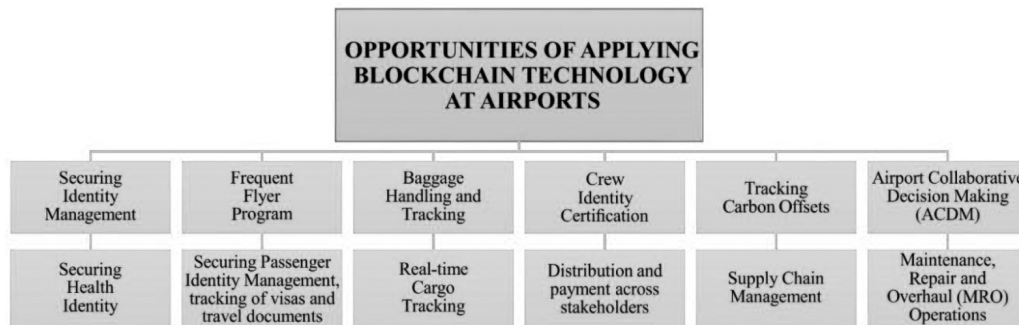 OPPORTUNITIES OF APPLYING
BLOCKCHAIN TECHNOLOGY
AT AIRPORTS
Securing
Identity
Management
Frequent
Flyer
Program
Baggage
Handling and
Tracking
Crew
Identity
Certification
Tracking
Carbon Offsets
Airport Collaborative
Decision Making
(ACDM)
Securing
Health
Identity
Securing Passenger
Identity Management,
tracking of visas and
travel documents
Real-time
Cargo
Tracking
Distribution and
payment across
stakeholders
Supply Chain
Management
Maintenance,
Repair and
Overhaul (MRO)
Operations